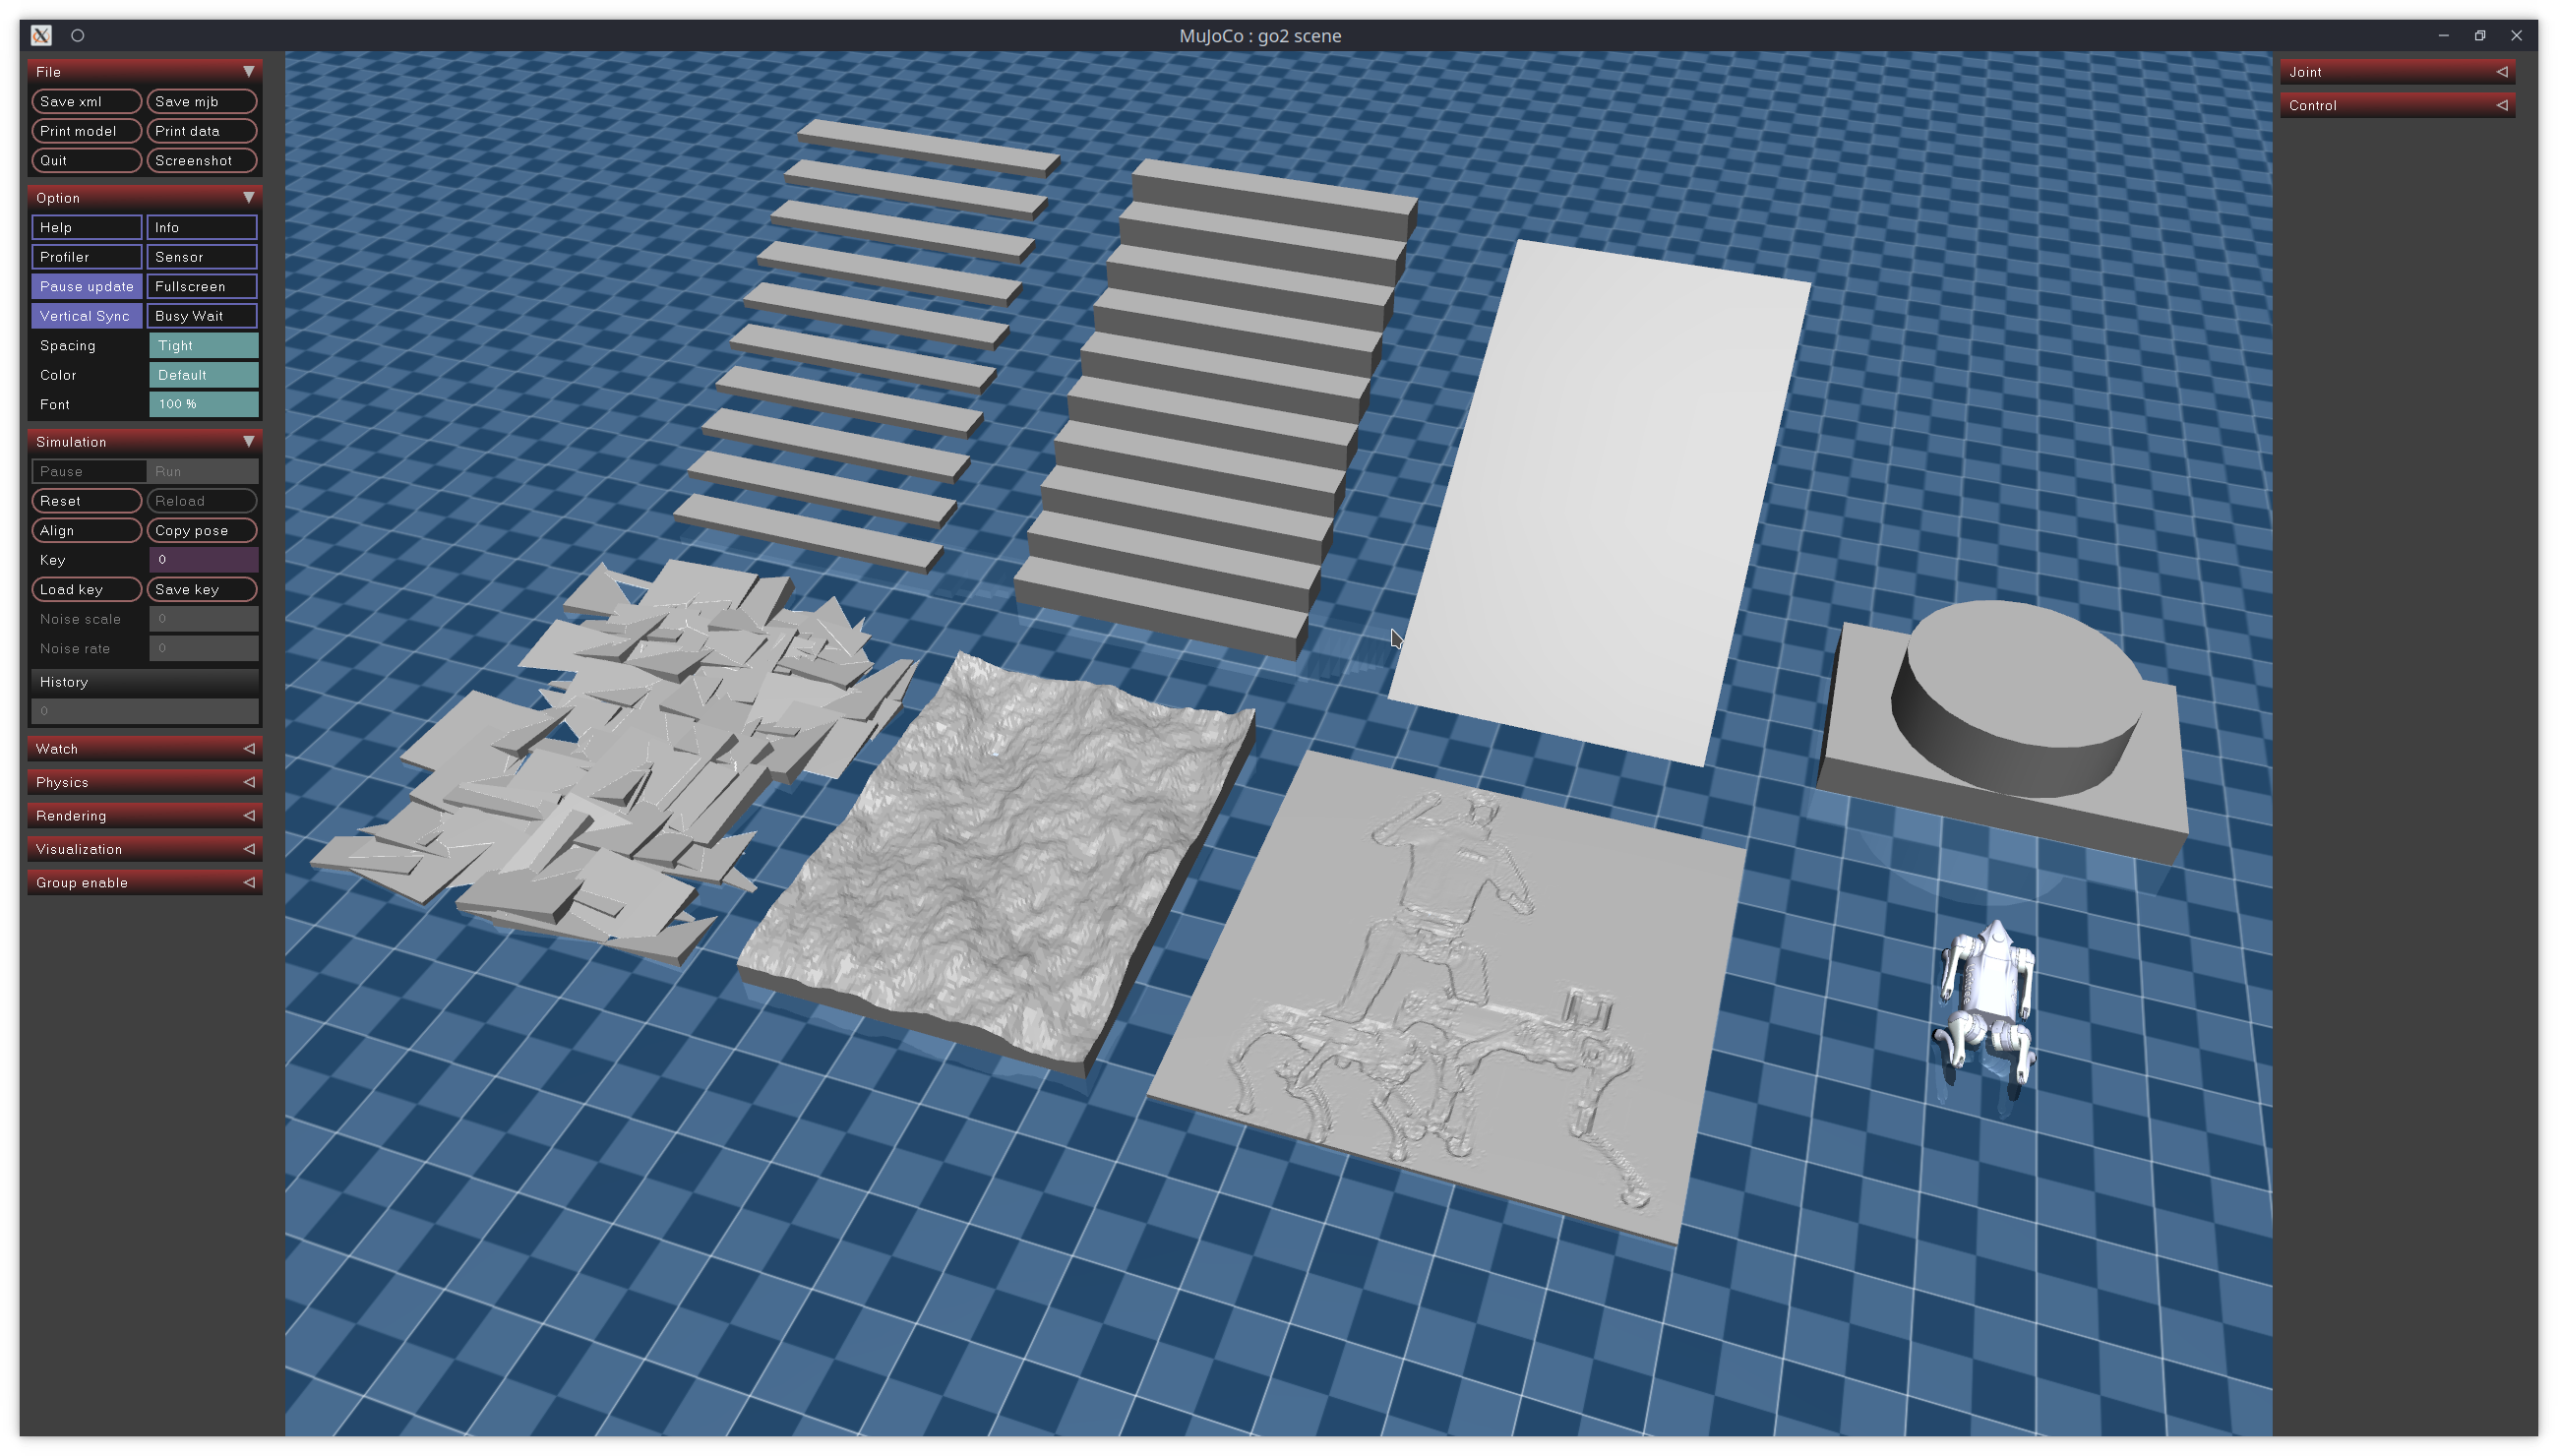 MuJoCo : go2 scene
File
Save xml Save mjb
Print model Print data
Quit Screenshot
Option
Help Info
Profiler Sensor
Pause update Fullscreen
Vertical Sync Busy Wait
Spacing Tight
Color Default
Font 100 %
Simulation
Pause Run
Reset Reload
Align Copy pose
Key 0
Load key Save key
Noise scale 0
Noise rate 0
History
0
Watch
Physics
Rendering
Visualization
Group enable
Joint
Control